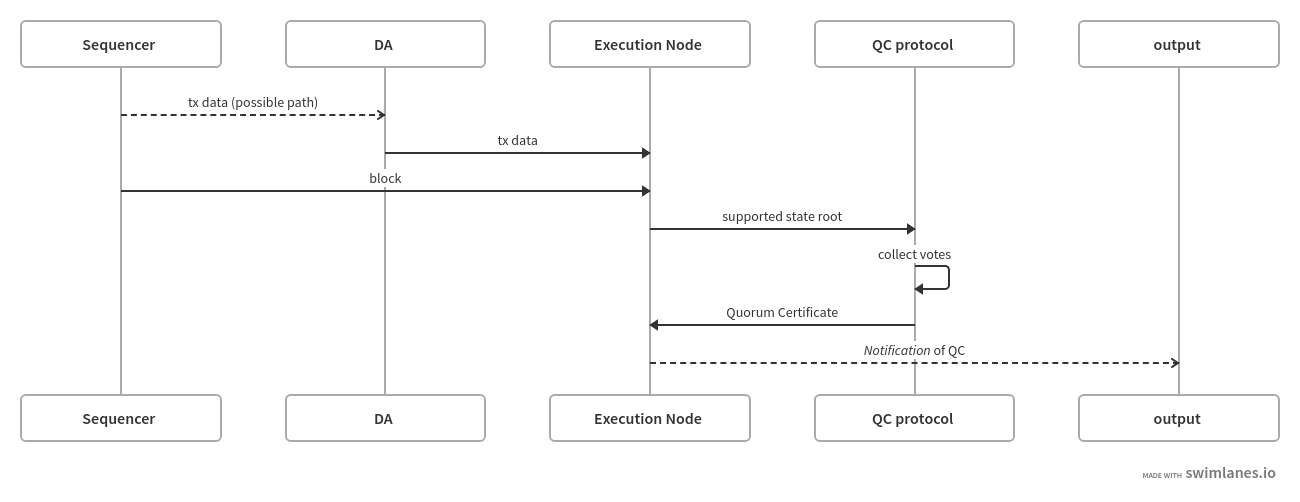 Sequencer
DA
Execution Node
QC protocol
output
tx data (possible path)
tx data
block
supported state root
collect votes
Quorum Certificate
Notification of QC
Sequencer
DA
Execution Node
QC protocol
output
MADE WITH swimlanes.io